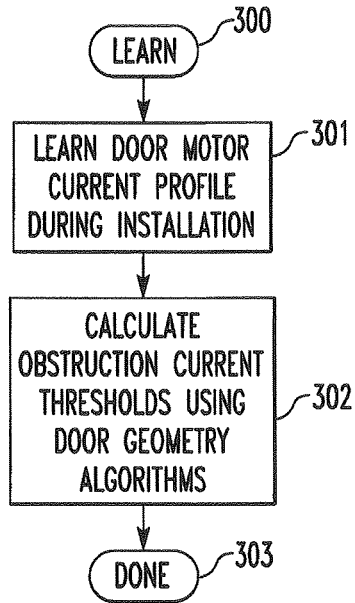 300
LEARN
301
LEARN DOOR MOTOR
CURRENT PROFILE
DURING INSTALLATION
302
CALCULATE
OBSTRUCTION CURRENT
THRESHOLDS USING
DOOR GEOMETRY
ALGORITHMS
303
DONE